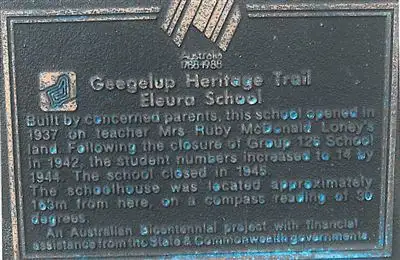 Australia
1788-1988
Geegelup Heritage Trail
Eleura School
Built by concerned parents, this school opened in
1937 on teacher Mrs Ruby McDonald Loney's
land. Following the closure of Group 126 School
in 1942, the student numbers increased to 14 by
1944. The school closed in 1945.
The schoolhouse was located approximately
103m from here, on a compass reading of 30
degrees.
An Australian Bicentennial project with financial
assistance from its State & Commonwealth governments.